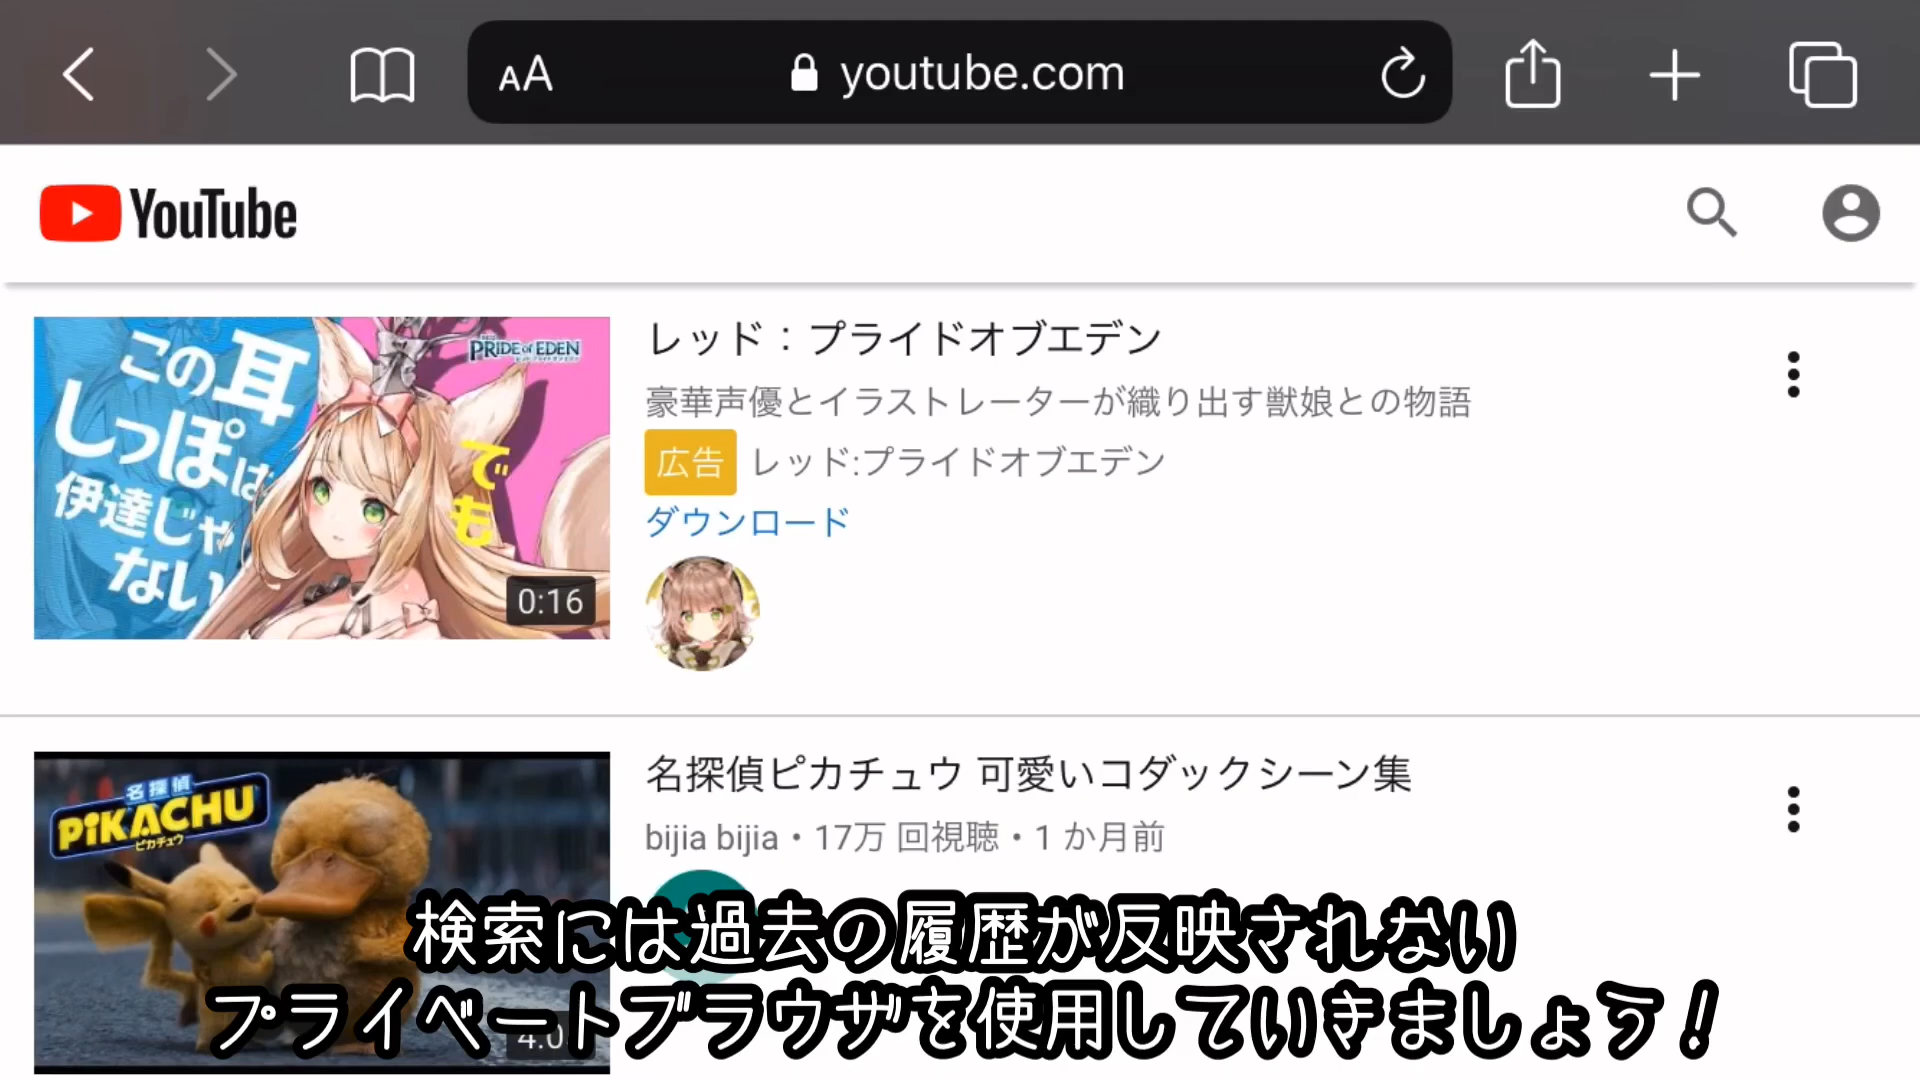 AA
youtube.com
YouTube
この耳
しっぽは
伊達じゃ
ない
でも
PRIDE of EDEN
0:16
レッド：プライドオブエデン
豪華声優とイラストレーターが織り出す獣娘との物語
広告 レッド:プライドオブエデン
ダウンロード
名探偵
PIKACHU
ピカチュウ
名探偵ピカチュウ 可愛いコダックシーン集
bijia bijia・17万 回視聴・1 か月前
検索には過去の履歴が反映されない
プライベートブラウザを使用していきましょう！